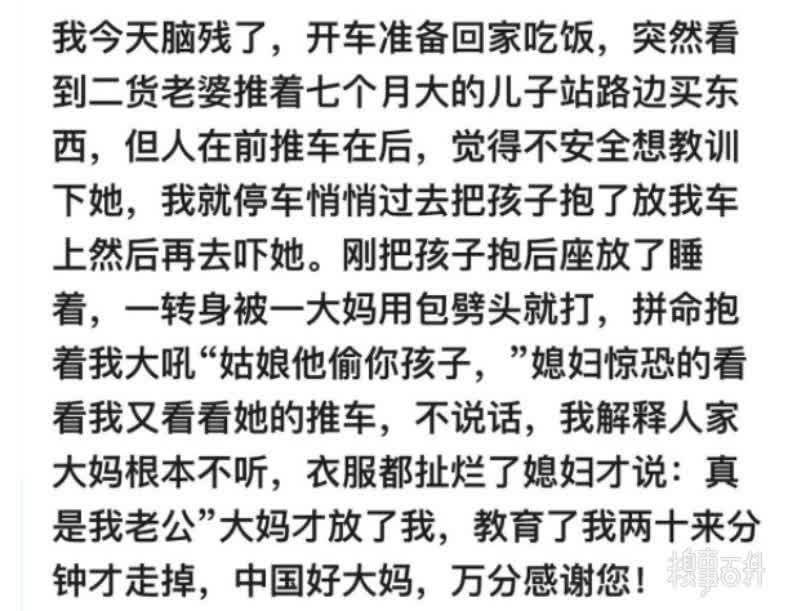 我今天脑残了，开车准备回家吃饭，突然看
到二货老婆推着七个月大的儿子站路边买东
西，但人在前推车在后，觉得不安全想教训
下她，我就停车悄悄过去把孩子抱了放我车
上然后再去吓她。刚把孩子抱后座放了睡
着，一转身被一大妈用包劈头就打，拼命抱
着我大吼“姑娘他偷你孩子，”媳妇惊恐的看
看我又看看她的推车，不说话，我解释人家
大妈根本不听，衣服都扯烂了媳妇才说：真
是我老公”大妈才放了我，教育了我两十来分
钟才走掉，中国好大妈，万分感谢您！
糗事百科